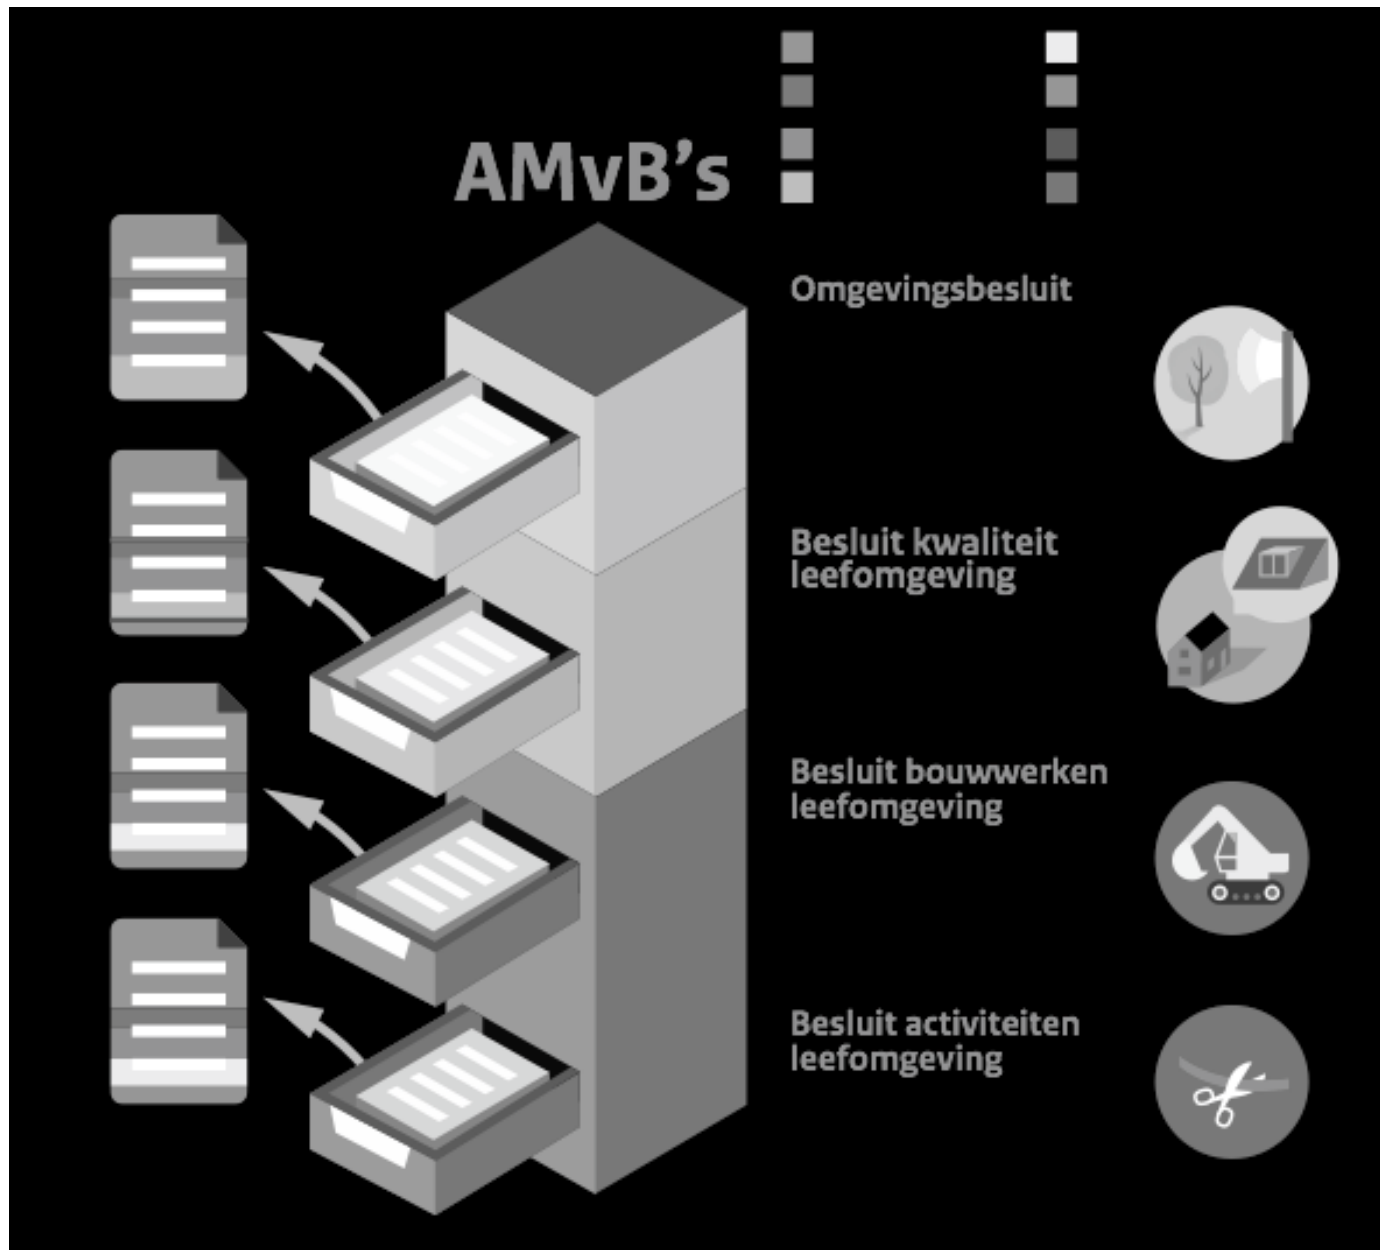 AMvB's
Omgevingsbesluit
Besluit kwaliteit
leefomgeving
Besluit bouwwerken
leefomgeving
Besluit activiteiten
leefomgeving